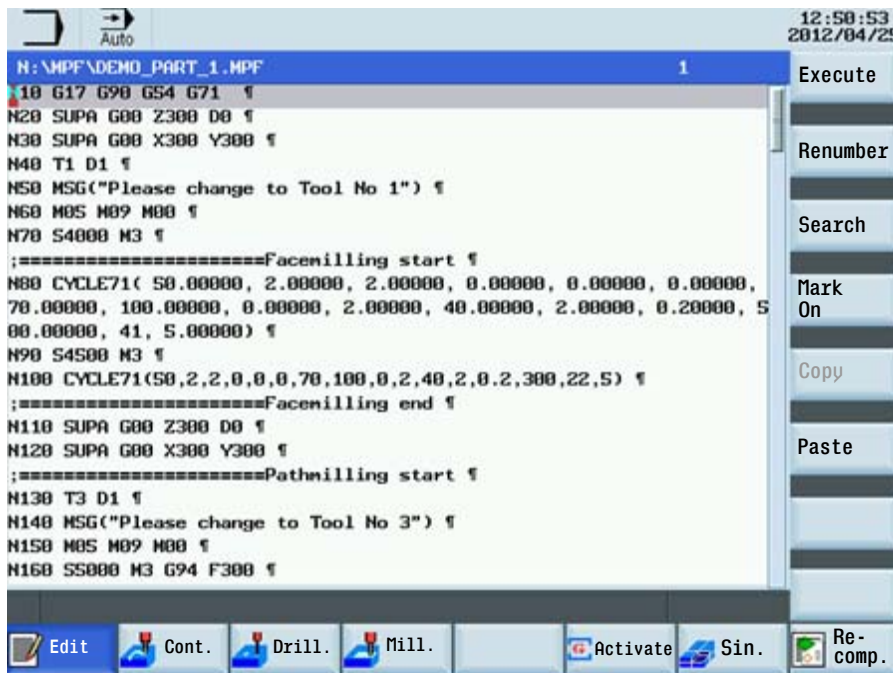 Auto
12:50:53
2012/04/25
N:\MPF\DEMO_PART_1.MPF 1
10 G17 G90 G54 G71 ¶
N20 SUPA G00 Z300 D0 ¶
N30 SUPA G00 X300 Y300 ¶
N40 T1 D1 ¶
N50 MSG("Please change to Tool No 1") ¶
N60 M05 M09 M00 ¶
N70 S4000 M3 ¶
;=======================Facemilling start ¶
N80 CYCLE71( 50.00000, 2.00000, 2.00000, 0.00000, 0.00000, 0.00000,
70.00000, 100.00000, 0.00000, 2.00000, 40.00000, 2.00000, 0.20000, 5
00.00000, 41, 5.00000) ¶
N90 S4500 M3 ¶
N100 CYCLE71(50,2,2,0,0,0,70,100,0,2,40,2,0.2,300,22,5) ¶
;=======================Facemilling end ¶
N110 SUPA G00 Z300 D0 ¶
N120 SUPA G00 X300 Y300 ¶
;=======================Pathmilling start ¶
N130 T3 D1 ¶
N140 MSG("Please change to Tool No 3") ¶
N150 M05 M09 M00 ¶
N160 S5000 M3 G94 F300 ¶
Execute
Renumber
Search
Mark
On
Copy
Paste
Edit
Cont.
Drill.
Mill.
G Activate
Sin.
Re-
comp.